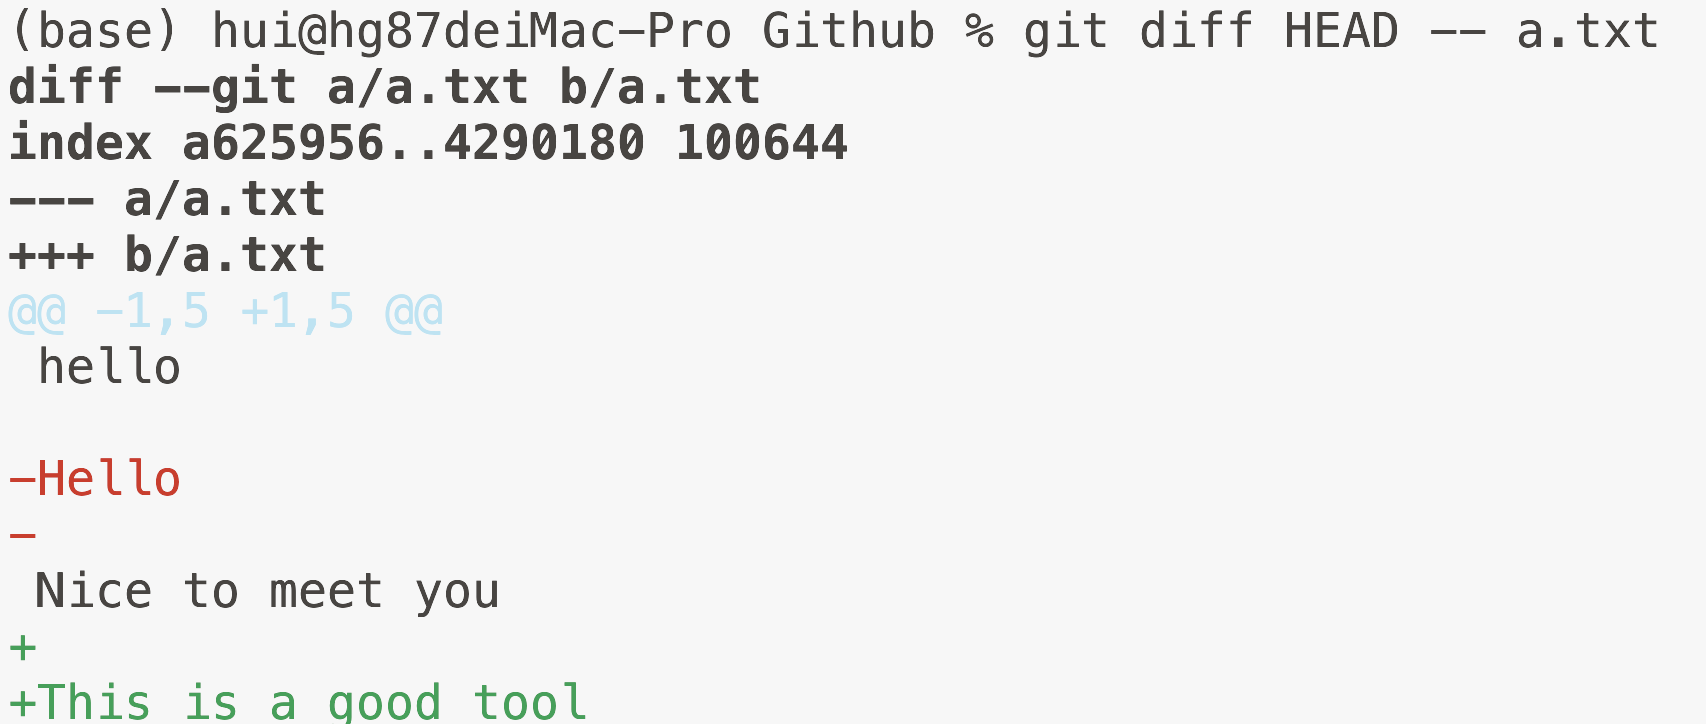 (base) hui@hg87deiMac-Pro Github % git diff HEAD -- a.txt
diff --git a/a.txt b/a.txt
index a625956..4290180 100644
--- a/a.txt
+++ b/a.txt
@@ -1,5 +1,5 @@
 hello

-Hello
-
 Nice to meet you
+
+This is a good tool